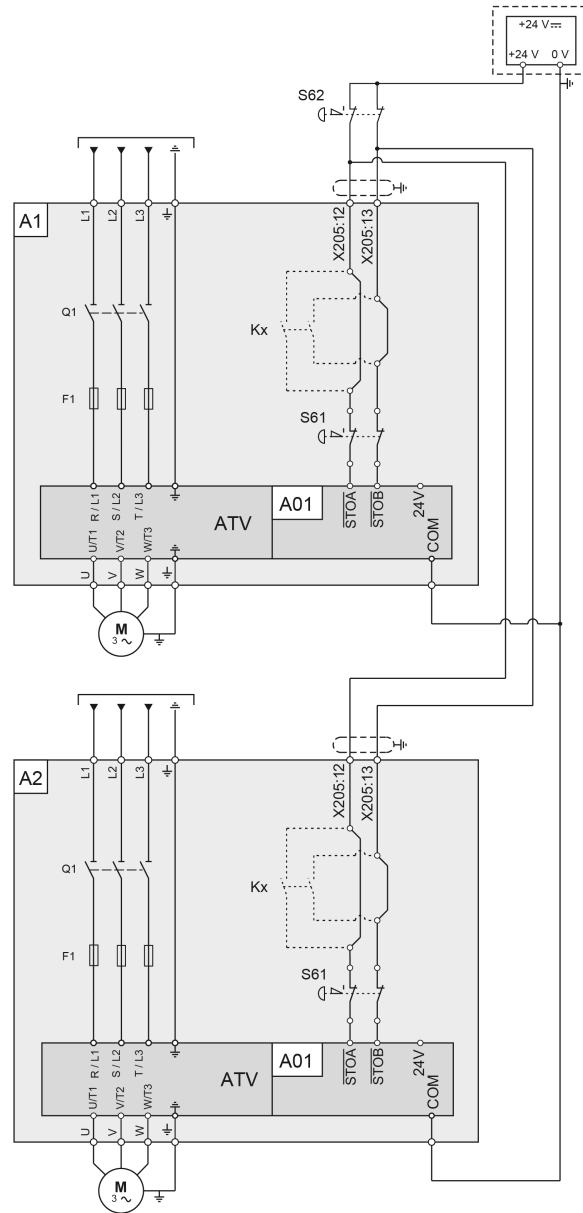 +24 V
+24 V 0 V
S62
A1
L1 L2 L3
X205:12 X205:13
Q1
Kx
F1
S61
R / L1 S / L2 T / L3
ATV
A01
STOA STOB 24V
U/T1 V/T2 W/T3
COM
U V W
M
3
A2
L1 L2 L3
X205:12 X205:13
Q1
Kx
F1
S61
R / L1 S / L2 T / L3
ATV
A01
STOA STOB 24V
U/T1 V/T2 W/T3
COM
U V W
M
3